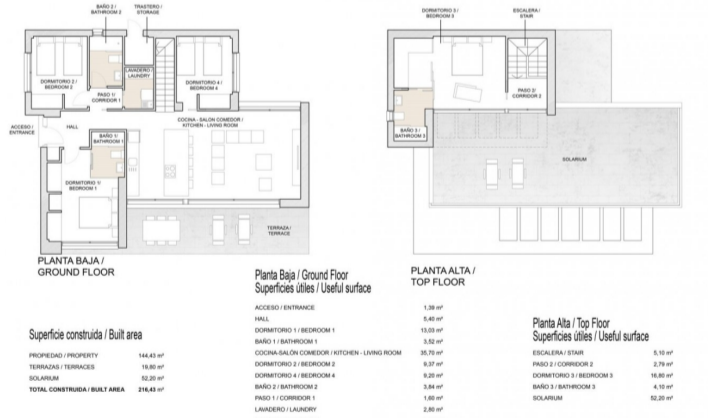 BAÑO 2 /
BATHROOM 2
TRASTERO /
STORAGE
DORMITORIO 2 /
BEDROOM 2
LAVADERO /
LAUNDRY
PASO 1/
CORRIDOR 1
DORMITORIO 4 /
BEDROOM 4
ACCESO /
ENTRANCE
HALL
COCINA - SALÓN COMEDOR /
KITCHEN - LIVING ROOM
BAÑO 1/
BATHROOM 1
DORMITORIO 1/
BEDROOM 1
TERRAZA /
TERRACE
PLANTA BAJA /
GROUND FLOOR
DORMITORIO 3 /
BEDROOM 3
ESCALERA /
STAIR
PASO 2/
CORRIDOR 2
BAÑO 3 /
BATHROOM 3
SOLARIUM
PLANTA ALTA /
TOP FLOOR
Superficie construida / Built area
PROPIEDAD / PROPERTY 144,43 m²
TERRAZAS / TERRACES 19,80 m²
SOLARIUM 52,20 m²
TOTAL CONSTRUIDA / BUILT AREA 216,43 m²
Planta Baja / Ground Floor
Superficies útiles / Useful surface
ACCESO / ENTRANCE 1,38 m²
HALL 5,40 m²
DORMITORIO 1 / BEDROOM 1 13,03 m²
BAÑO 1 / BATHROOM 1 3,52 m²
COCINA-SALÓN COMEDOR / KITCHEN - LIVING ROOM 35,70 m²
DORMITORIO 2 / BEDROOM 2 9,37 m²
DORMITORIO 4 / BEDROOM 4 9,20 m²
BAÑO 2 / BATHROOM 2 3,84 m²
PASO 1 / CORRIDOR 1 1,60 m²
LAVADERO / LAUNDRY 2,80 m²
Planta Alta / Top Floor
Superficies útiles / Useful surface
ESCALERA / STAIR 5,10 m²
PASO 2 / CORRIDOR 2 2,79 m²
DORMITORIO 3 / BEDROOM 3 16,80 m²
BAÑO 3 / BATHROOM 3 4,10 m²
SOLARIUM 52,20 m²